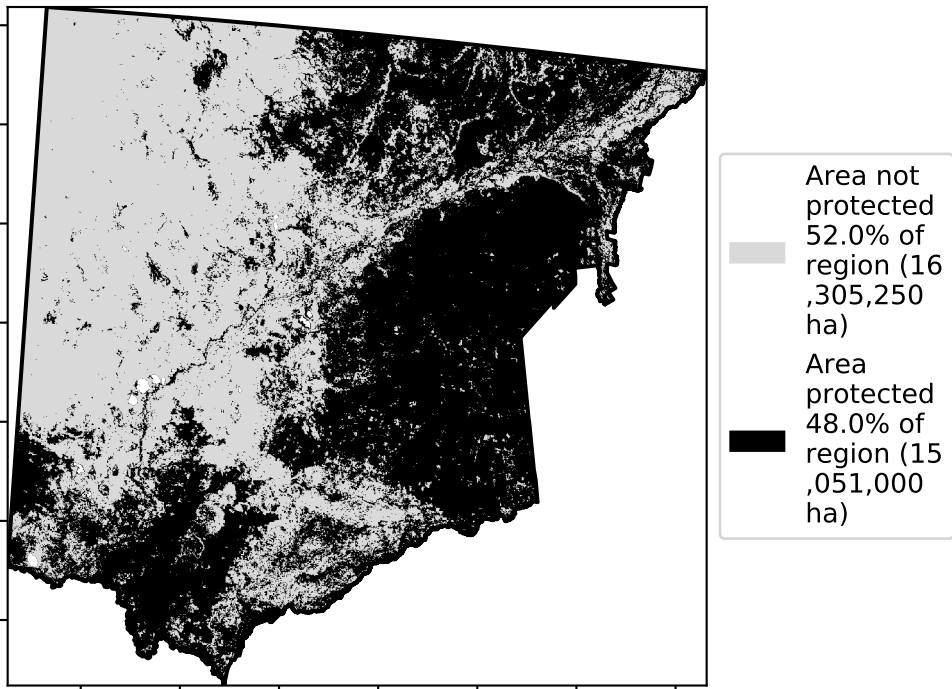 Area not
protected
52.0% of
region (16
,305,250
ha)
Area
protected
48.0% of
region (15
,051,000
ha)